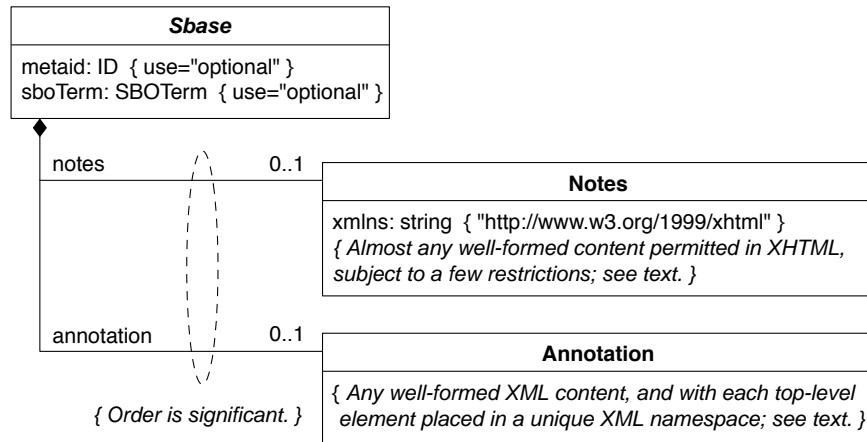 Sbase
metaid: ID { use="optional" }
sboTerm: SBOTerm { use="optional" }
notes
0..1
Notes
xmlns: string { "http://www.w3.org/1999/xhtml" }
{ Almost any well-formed content permitted in XHTML,
subject to a few restrictions; see text. }
annotation
0..1
Annotation
{ Any well-formed XML content, and with each top-level
element placed in a unique XML namespace; see text. }
{ Order is significant. }